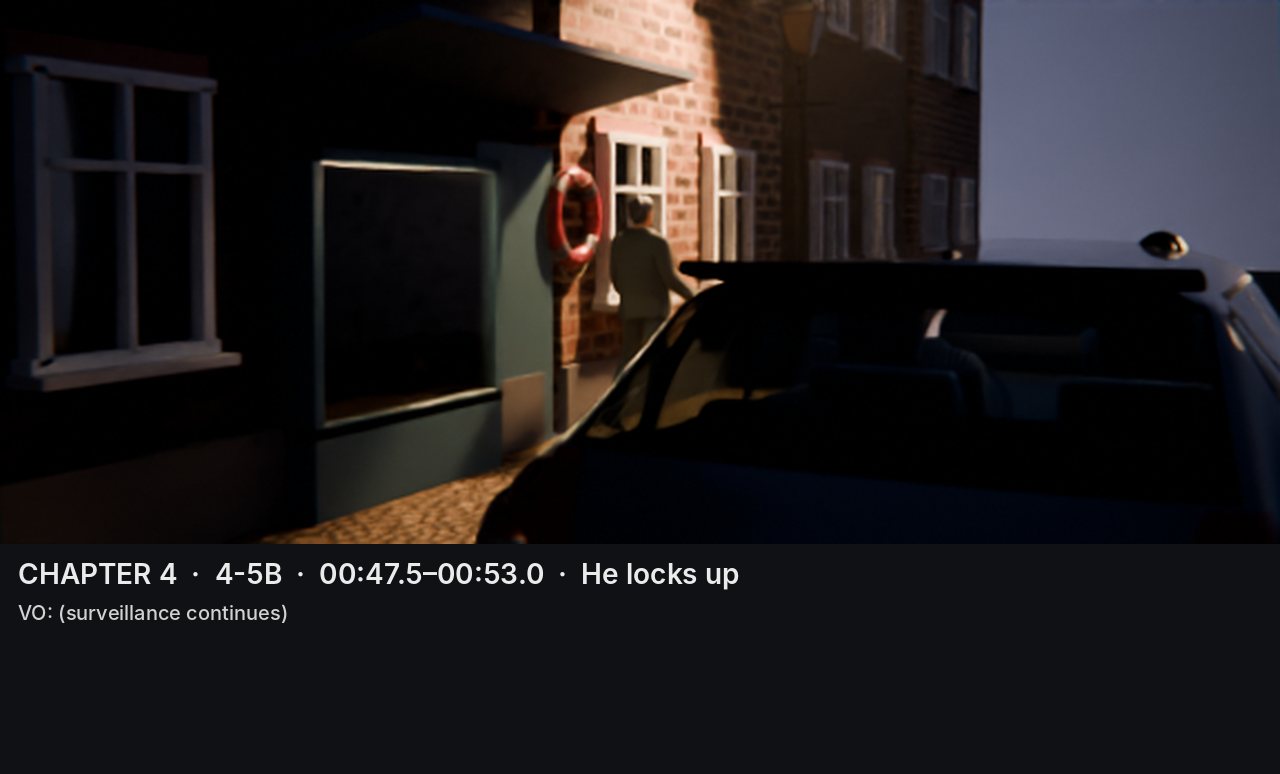 CHAPTER 4 · 4-5B · 00:47.5–00:53.0 · He locks up
VO: (surveillance continues)